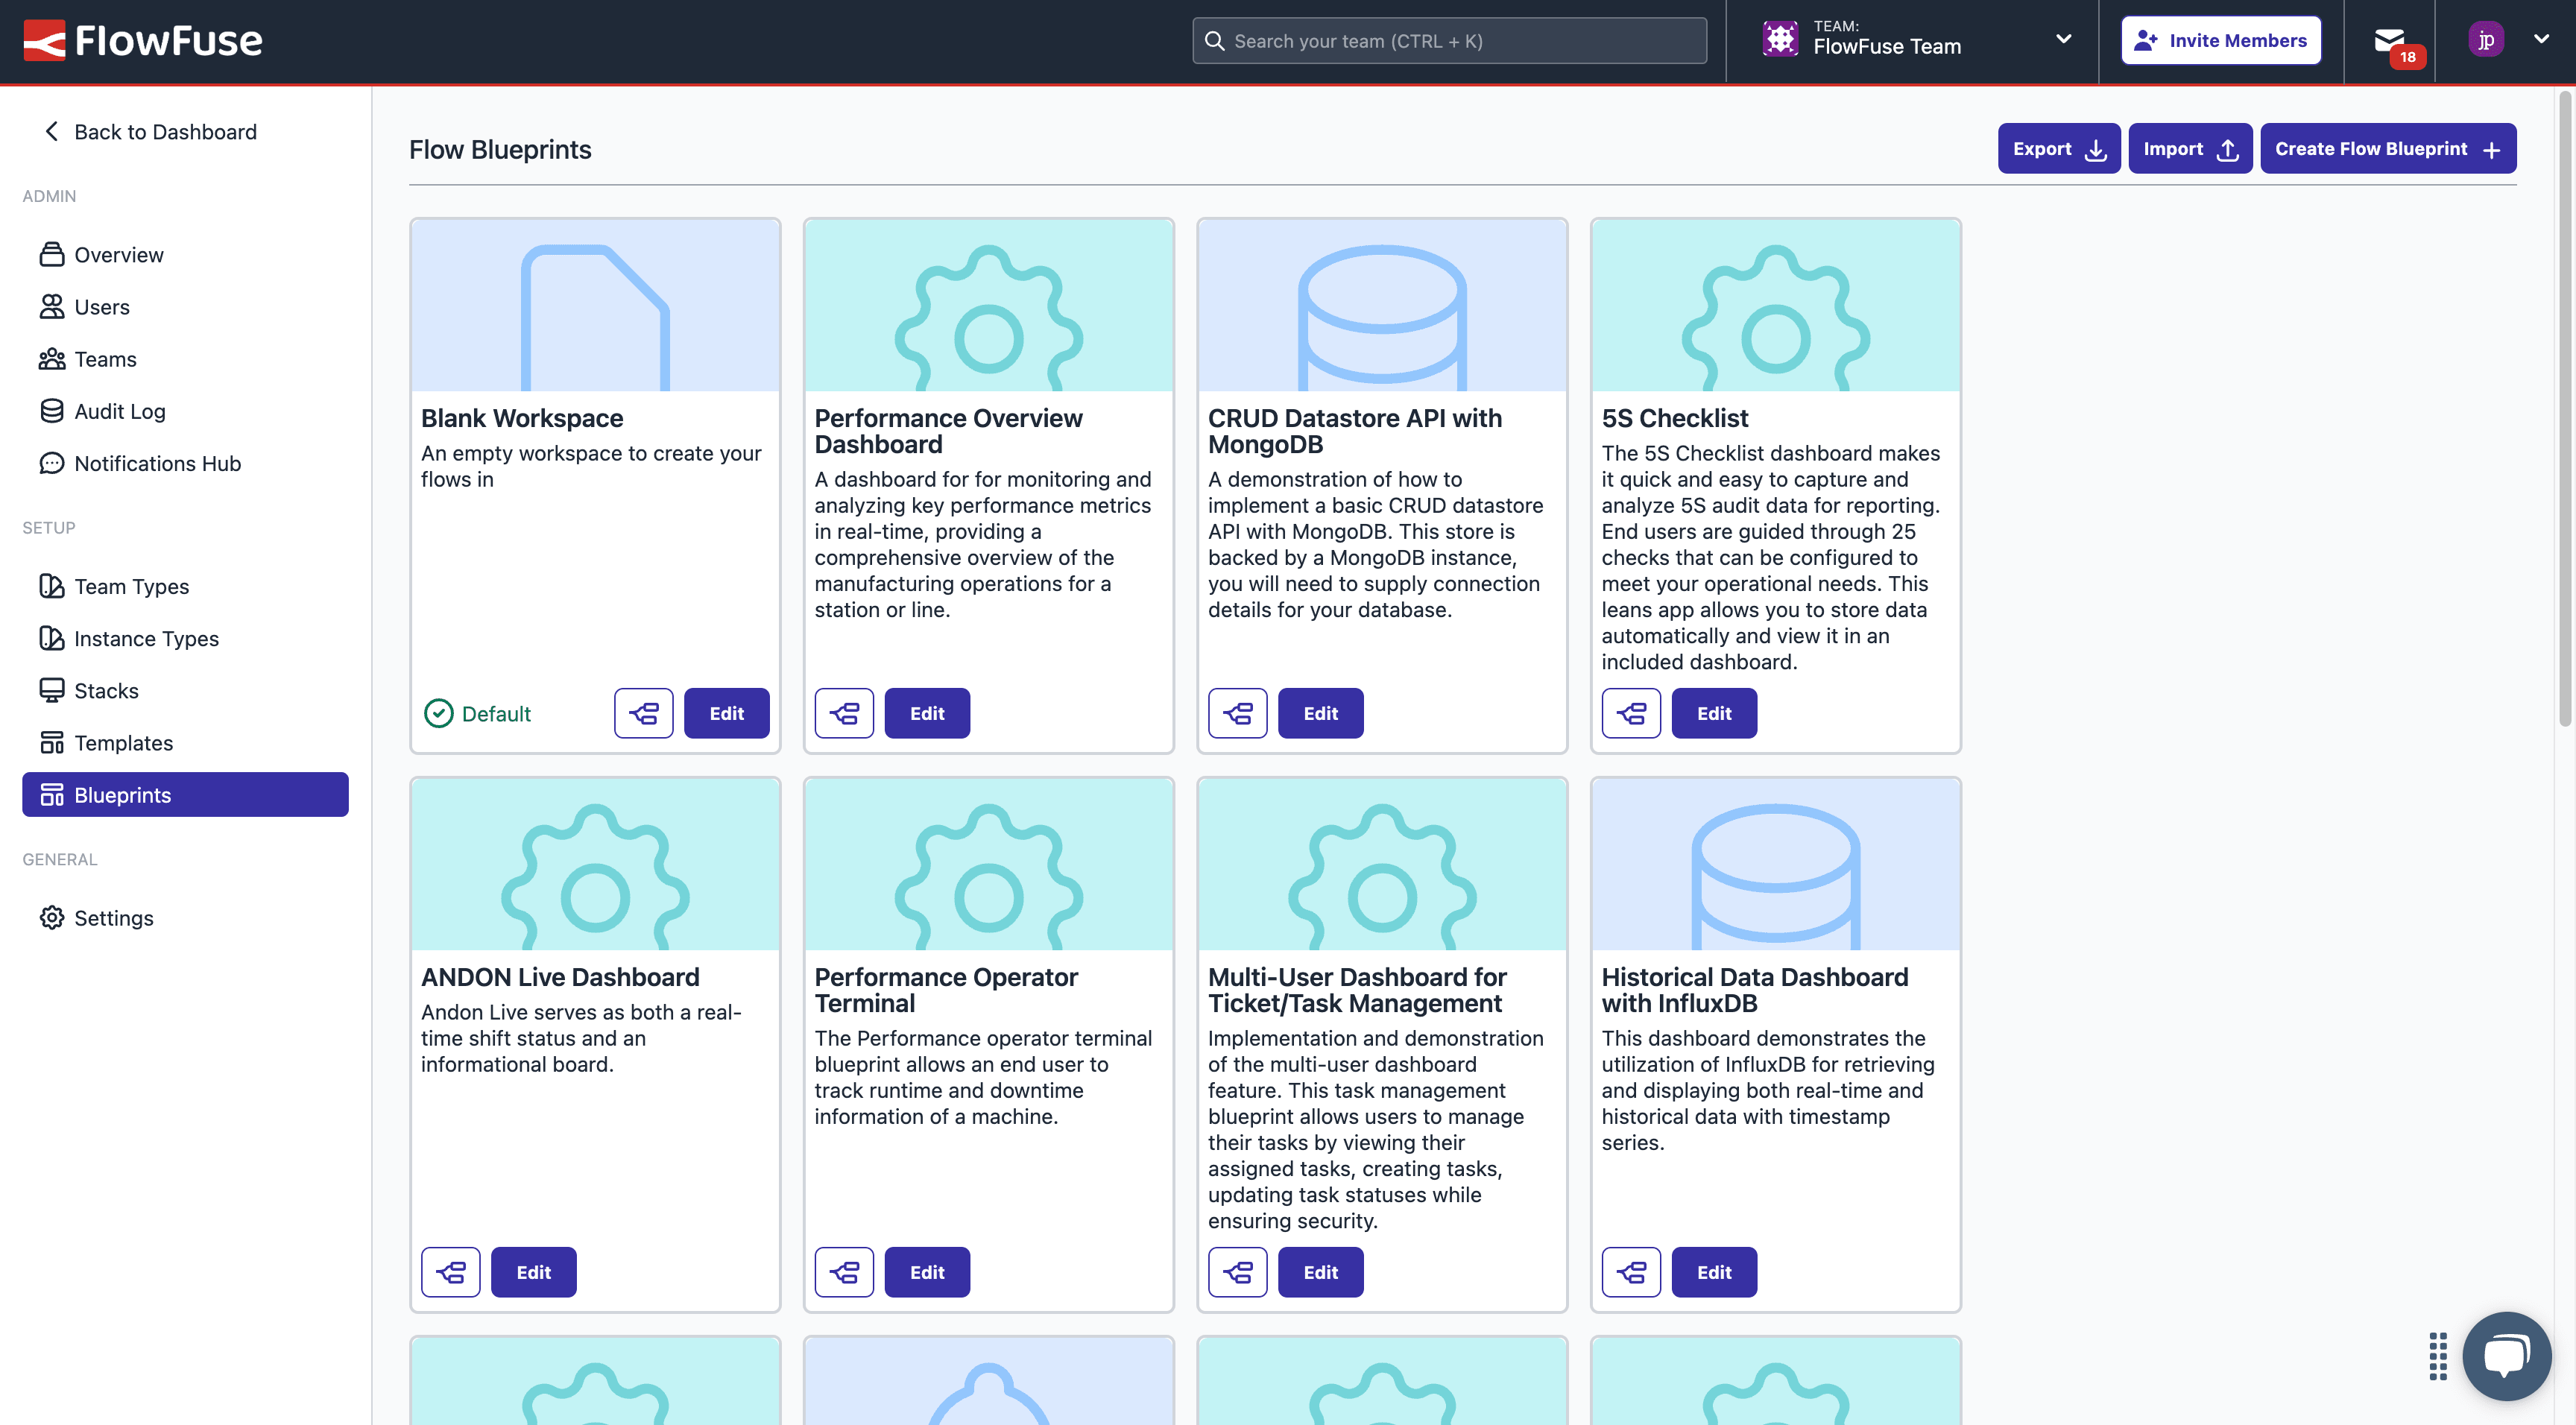 FlowFuse
Search your team (CTRL + K)
TEAM:
FlowFuse Team
Invite Members
18
jp
Back to Dashboard
ADMIN
Overview
Users
Teams
Audit Log
Notifications Hub
SETUP
Team Types
Instance Types
Stacks
Templates
Blueprints
GENERAL
Settings
Flow Blueprints
Export
Import
Create Flow Blueprint
Blank Workspace
An empty workspace to create your
flows in
Default
Edit
Performance Overview
Dashboard
A dashboard for for monitoring and
analyzing key performance metrics
in real-time, providing a
comprehensive overview of the
manufacturing operations for a
station or line.
Edit
CRUD Datastore API with
MongoDB
A demonstration of how to
implement a basic CRUD datastore
API with MongoDB. This store is
backed by a MongoDB instance,
you will need to supply connection
details for your database.
Edit
5S Checklist
The 5S Checklist dashboard makes
it quick and easy to capture and
analyze 5S audit data for reporting.
End users are guided through 25
checks that can be configured to
meet your operational needs. This
leans app allows you to store data
automatically and view it in an
included dashboard.
Edit
ANDON Live Dashboard
Andon Live serves as both a real-
time shift status and an
informational board.
Edit
Performance Operator
Terminal
The Performance operator terminal
blueprint allows an end user to
track runtime and downtime
information of a machine.
Edit
Multi-User Dashboard for
Ticket/Task Management
Implementation and demonstration
of the multi-user dashboard
feature. This task management
blueprint allows users to manage
their tasks by viewing their
assigned tasks, creating tasks,
updating task statuses while
ensuring security.
Edit
Historical Data Dashboard
with InfluxDB
This dashboard demonstrates the
utilization of InfluxDB for retrieving
and displaying both real-time and
historical data with timestamp
series.
Edit